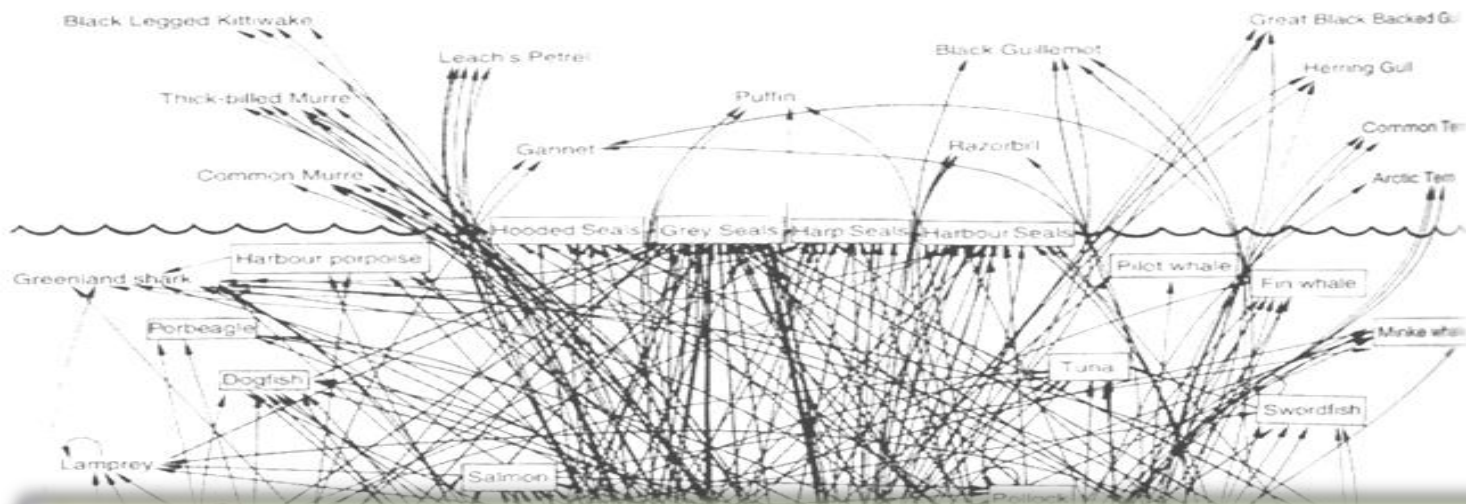 Black Legged Kittiwake
Great Black Backed Gul
Leach's Petrel
Black Guillemot
Herring Gull
Thick-billed Murre
Puffin
Common Ter
Gannet
Razorbill
Common Murre
Arctic Tern
Hooded Seals
Grey Seals
Harp Seals
Harbour Seals
Harbour porpoise
Pilot whale
Greenland shark
Fin whale
Porbeagle
Minke whale
Tuna
Dogfish
Swordfish
Lamprey
Salmon
Pollock